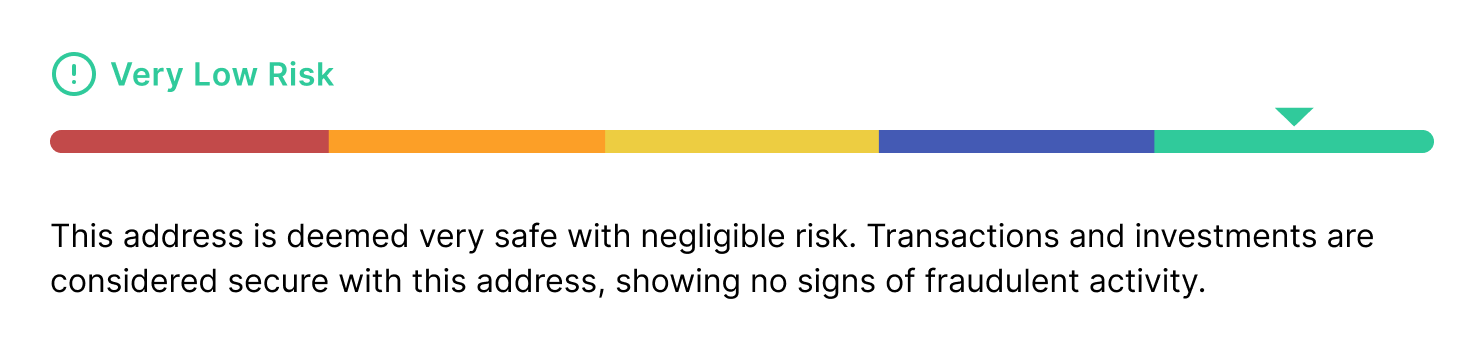 Very Low Risk
This address is deemed very safe with negligible risk. Transactions and investments are
considered secure with this address, showing no signs of fraudulent activity.